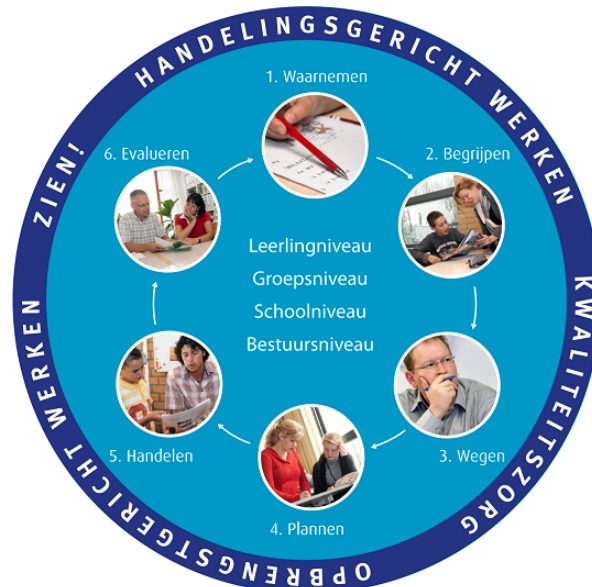 HANDELINGSGERICHT WERKEN
KWALITEITSZORG
OPBRENGSTGERICHT WERKEN
ZIEN!
1. Waarnemen
2. Begrijpen
3. Wegen
4. Plannen
5. Handelen
6. Evalueren
Leerlingniveau
Groepsniveau
Schoolniveau
Bestuursniveau